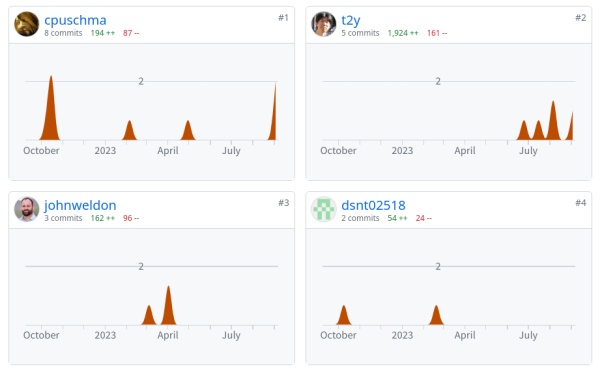 cpuschma #1
8 commits 194 ++ 87 --
2
October 2023 April July
t2y #2
5 commits 1,924 ++ 161 --
2
October 2023 April July
johnweldon #3
3 commits 162 ++ 96 --
2
October 2023 April July
dsnt02518 #4
2 commits 54 ++ 24 --
2
October 2023 April July